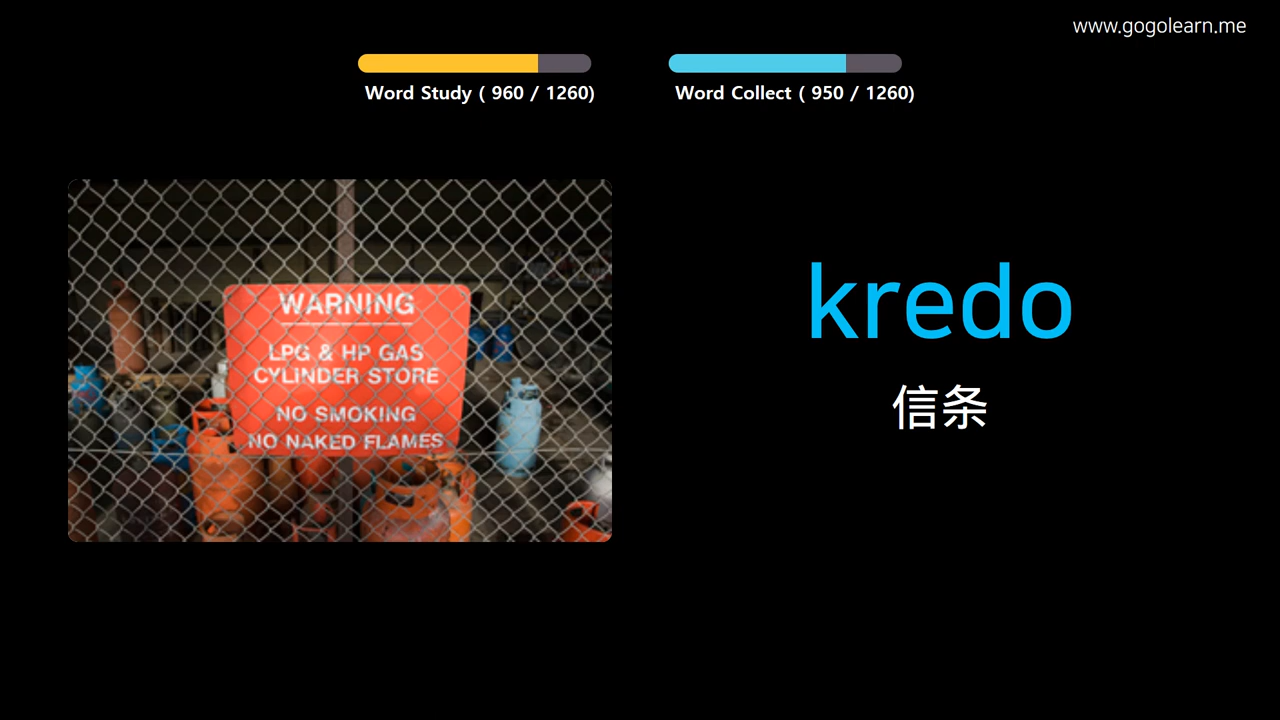 www.gogolearn.me
Word Study ( 960 / 1260)
Word Collect ( 950 / 1260)
WARNING
LPG & HP GAS
CYLINDER STORE
NO SMOKING
NO NAKED FLAMES
kredo
信条